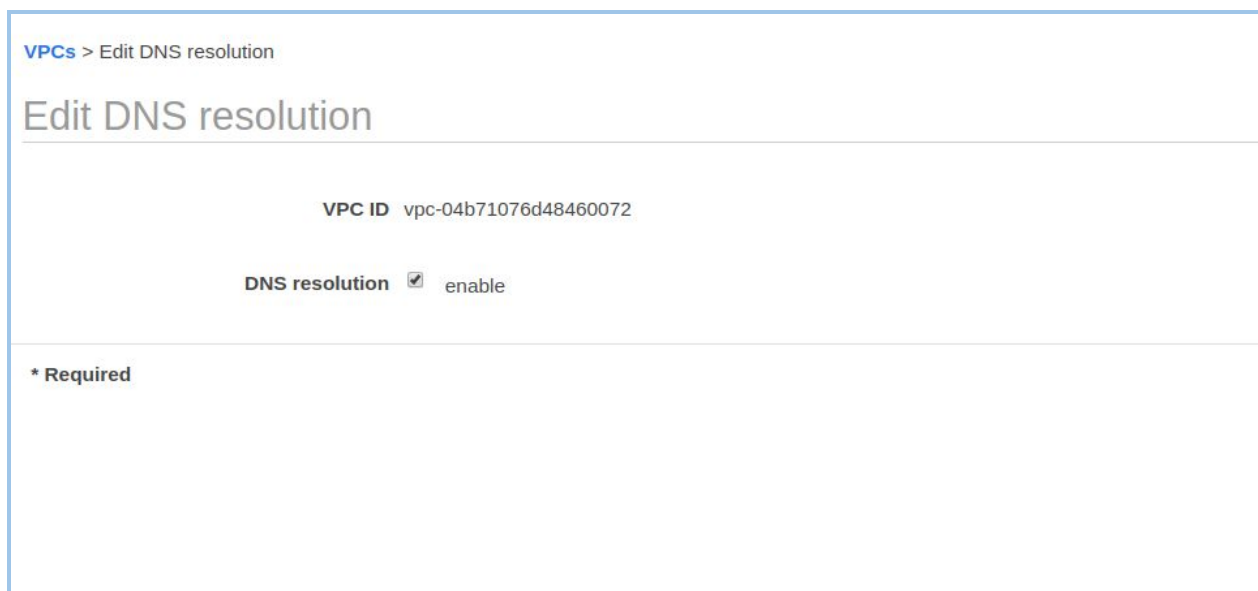 VPCs > Edit DNS resolution
Edit DNS resolution
VPC ID vpc-04b71076d48460072
DNS resolution enable
* Required